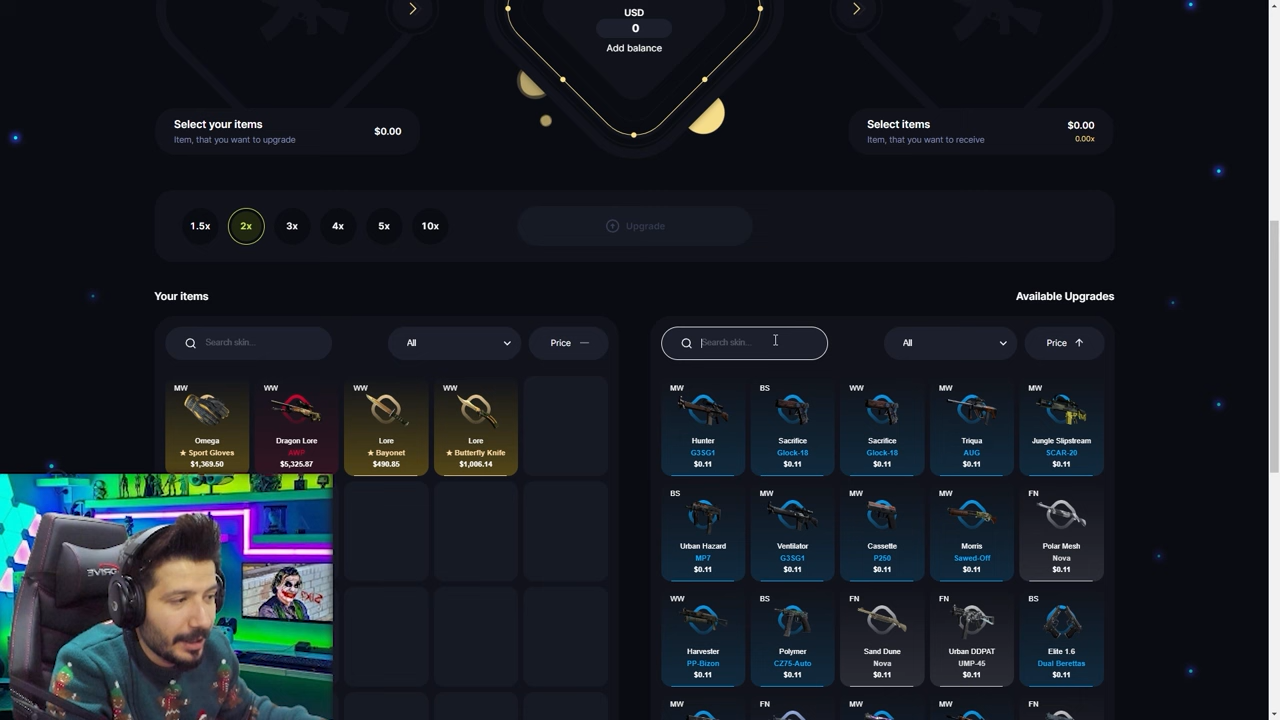 USD
0
Add balance
Select your items
Item, that you want to upgrade
$0.00
Select items
Item, that you want to receive
$0.00
0.00x
1.5x
2x
3x
4x
5x
10x
Upgrade
Your items
Available Upgrades
Search skin...
All
Price
Search skin...
All
Price
MW
Omega
★ Sport Gloves
$1,369.50
WW
Dragon Lore
AWP
$5,325.87
WW
Lore
★ Bayonet
$490.85
WW
Lore
★ Butterfly Knife
$1,006.14
MW
Hunter
G3SG1
$0.11
BS
Sacrifice
Glock-18
$0.11
WW
Sacrifice
Glock-18
$0.11
MW
Triqua
AUG
$0.11
MW
Jungle Slipstream
SCAR-20
$0.11
BS
Urban Hazard
MP7
$0.11
MW
Ventilator
G3SG1
$0.11
MW
Cassette
P250
$0.11
MW
Morris
Sawed-Off
$0.11
FN
Polar Mesh
Nova
$0.11
WW
Harvester
PP-Bizon
$0.11
BS
Polymer
CZ75-Auto
$0.11
FN
Sand Dune
Nova
$0.11
FN
Urban DDPAT
UMP-45
$0.11
BS
Elite 1.6
Dual Berettas
$0.11
MW
FN
MW
MW
FN